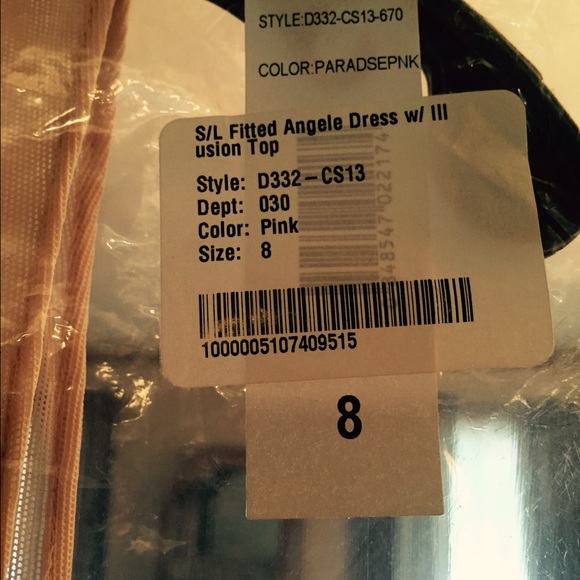 STYLE:D332-CS13-670
COLOR:PARADSEPNK
S/L Fitted Angele Dress w/ Ill
usion Top
Style: D332-CS13
Dept: 030
Color: Pink
Size: 8
1000005107409515
8